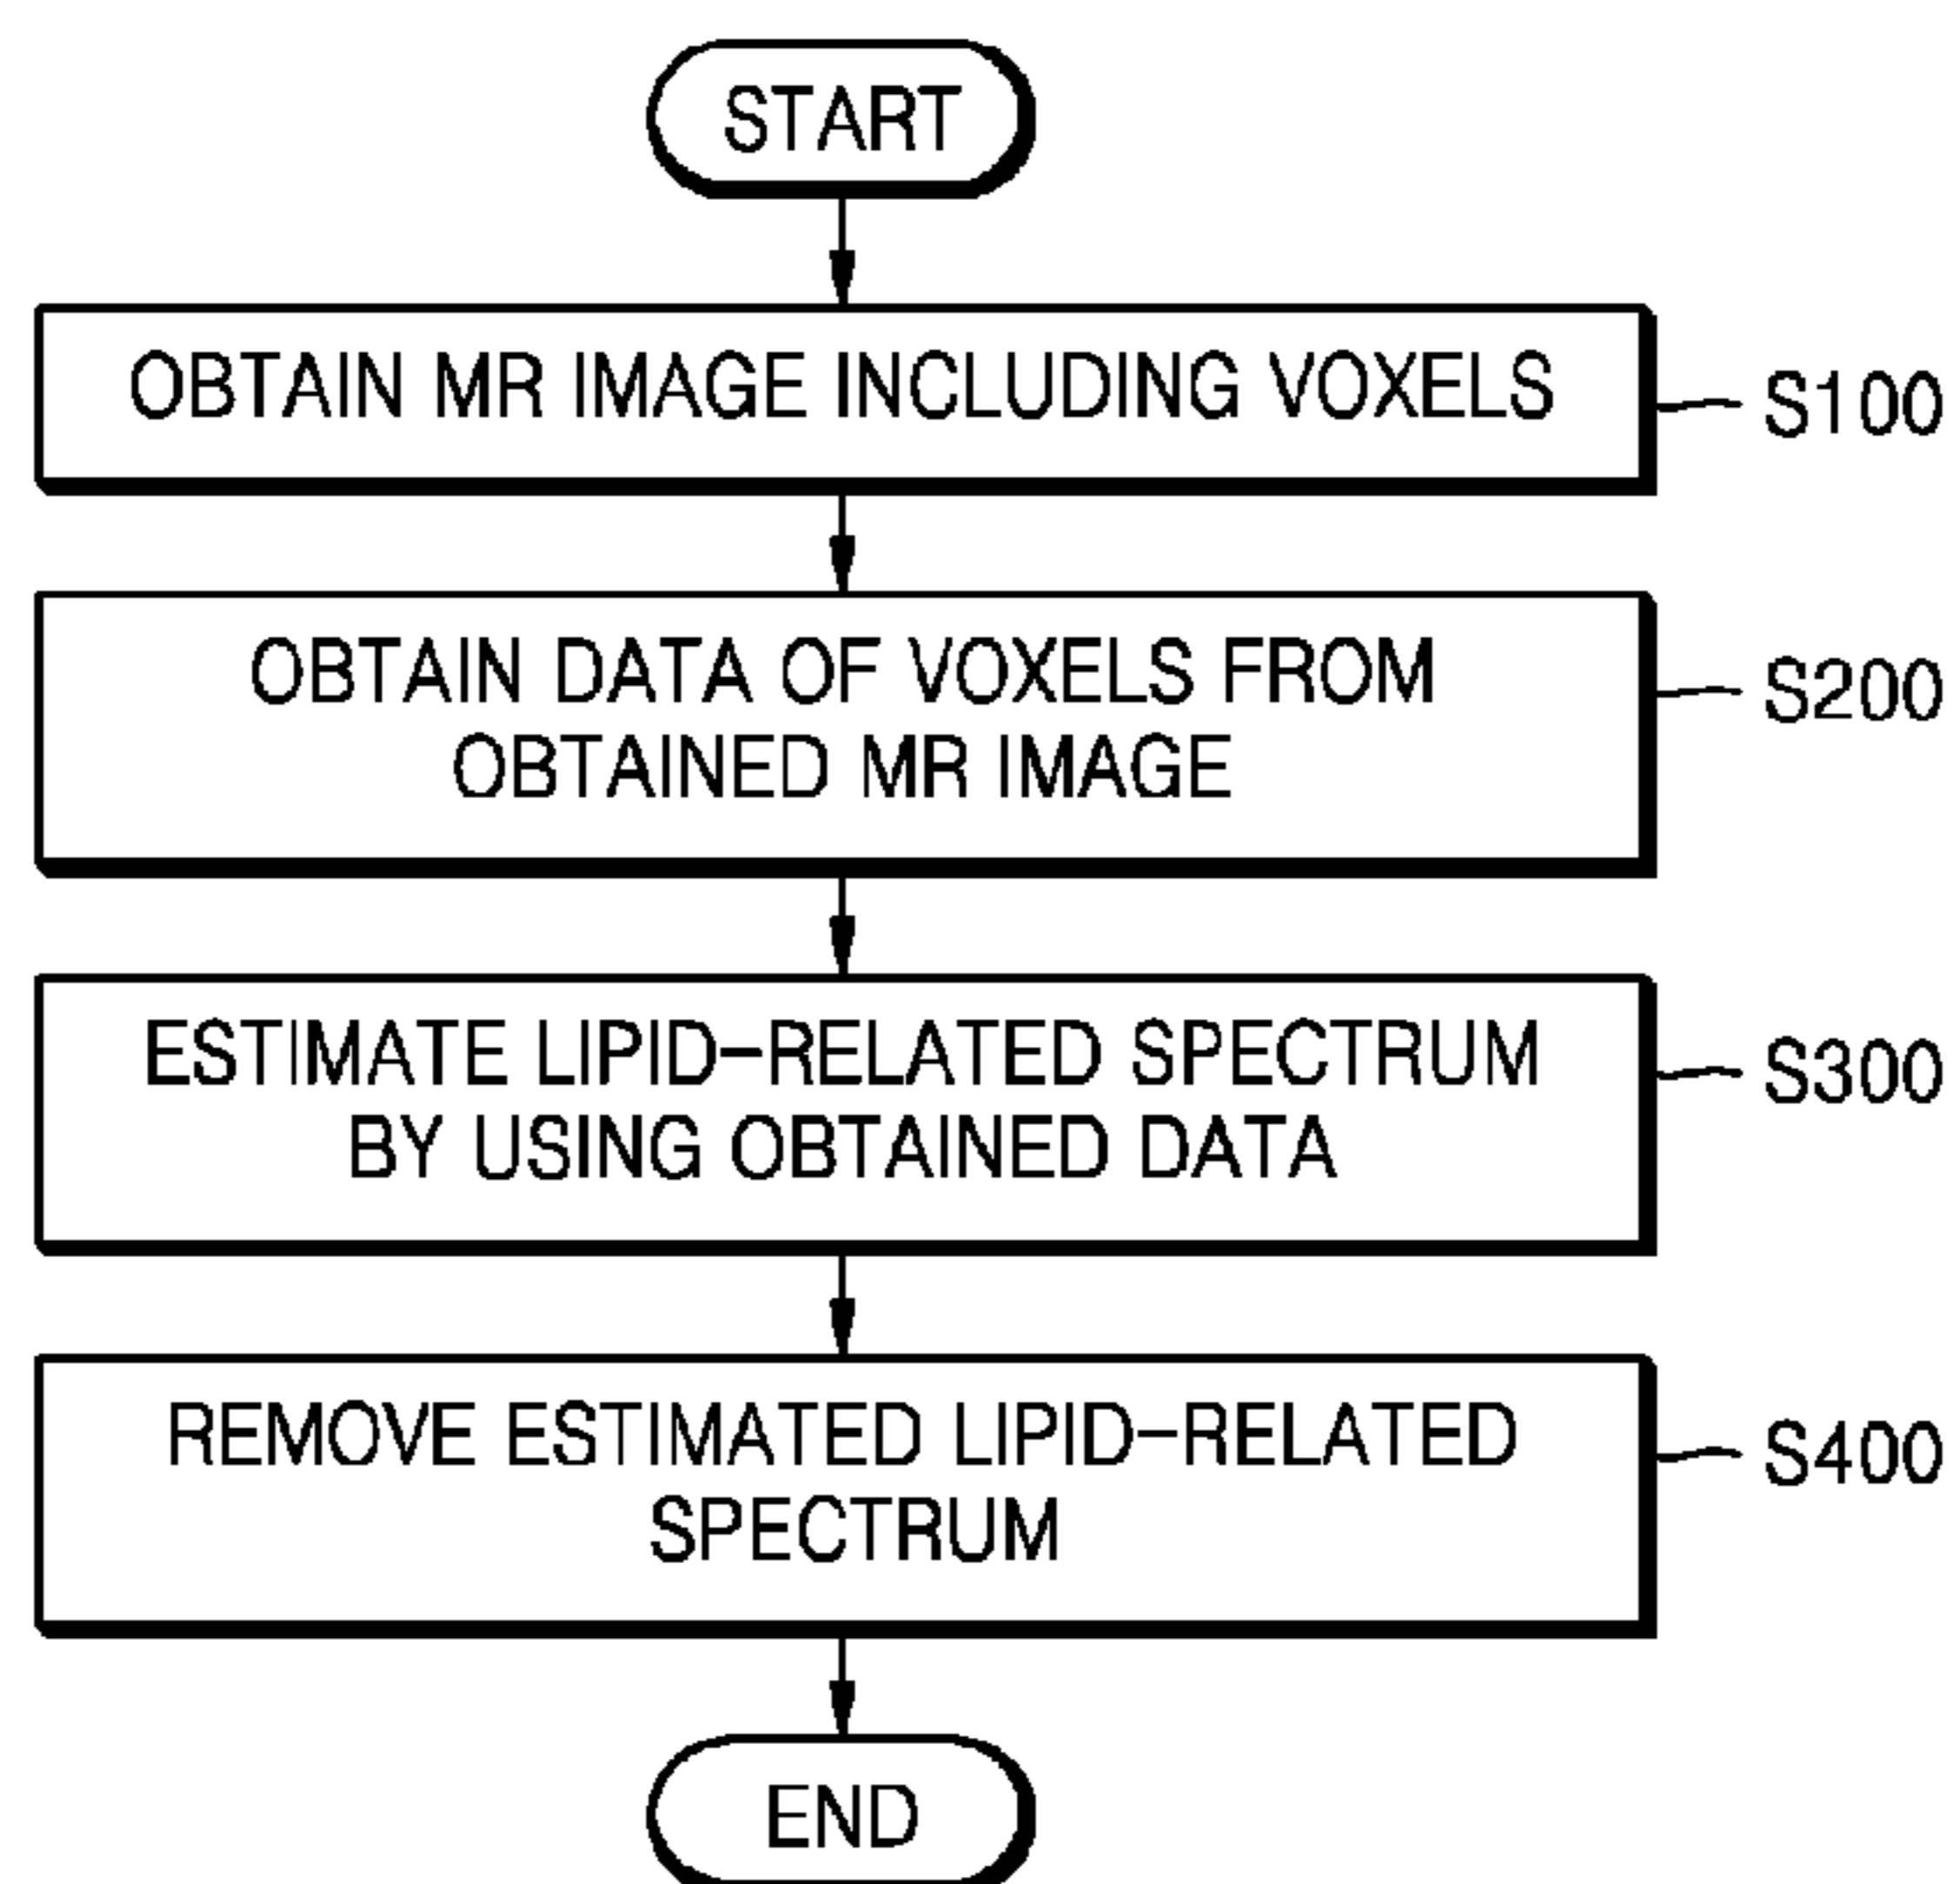 START
OBTAIN MR IMAGE INCLUDING VOXELS
S100
OBTAIN DATA OF VOXELS FROM
OBTAINED MR IMAGE
S200
ESTIMATE LIPID-RELATED SPECTRUM
BY USING OBTAINED DATA
S300
REMOVE ESTIMATED LIPID-RELATED
SPECTRUM
S400
END